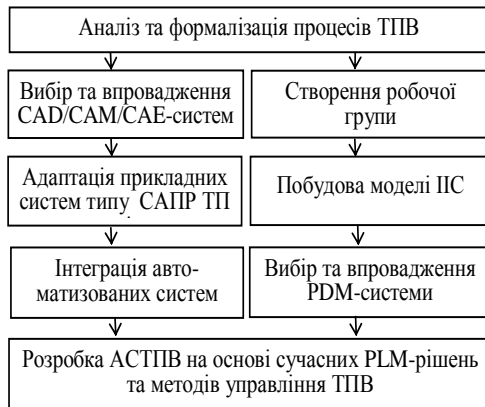 Аналіз та формалізація процесів ТПВ
Вибір та впровадження
CAD/CAM/CAE-систем
Створення робочої
групи
Адаптація прикладних
систем типу САПР ТП
Побудова моделі ІІС
Інтеграція авто-
матизованих систем
Вибір та впровадження
PDM-системи
Розробка АСТПВ на основі сучасних PLM-рішень
та методів управління ТПВ